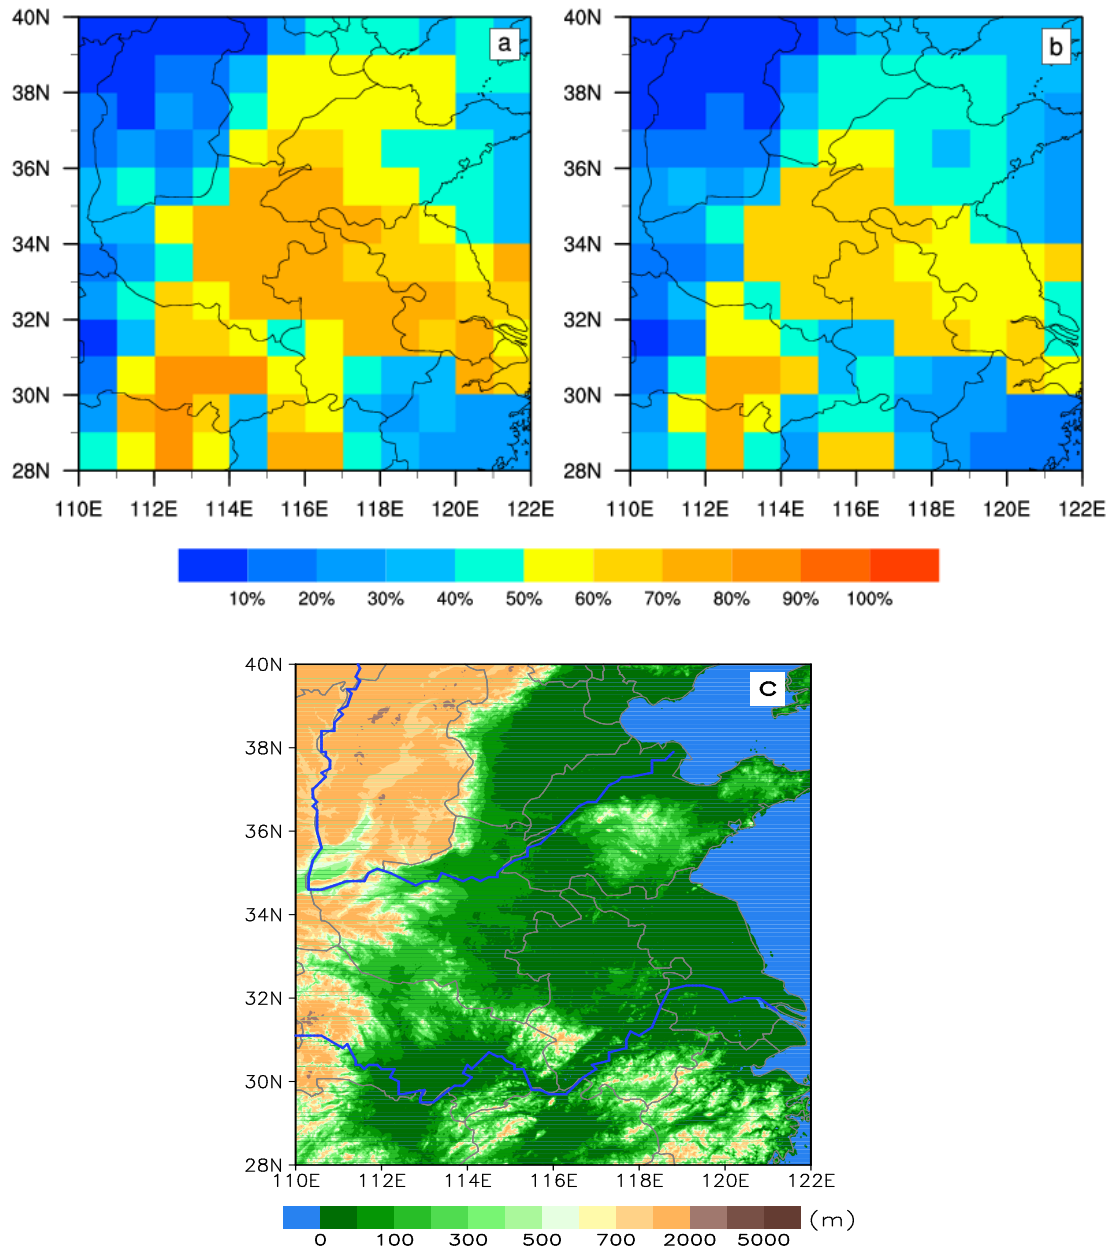 40N
38N
36N
34N
32N
30N
28N
110E 112E 114E 116E 118E 120E 122E
a
40N
38N
36N
34N
32N
30N
28N
110E 112E 114E 116E 118E 120E 122E
b
10% 20% 30% 40% 50% 60% 70% 80% 90% 100%
40N
38N
36N
34N
32N
30N
28N
110E 112E 114E 116E 118E 120E 122E
c
0 100 300 500 700 2000 5000 (m)